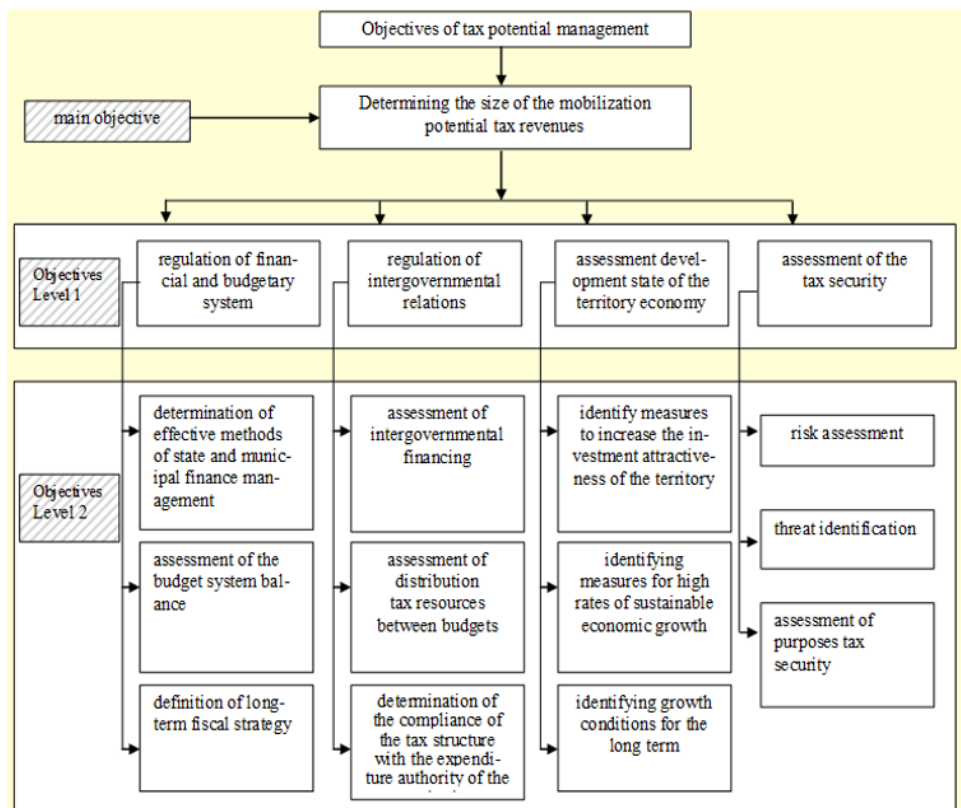 Objectives of tax potential management
Determining the size of the mobilization
potential tax revenues
main objective
Objectives
Level 1
regulation of finan-
cial and budgetary
system
regulation of
intergovernmental
relations
assessment devel-
opment state of the
territory economy
assessment of the
tax security
Objectives
Level 2
determination of
effective methods
of state and munic-
ipal finance man-
agement
assessment of
intergovernmental
financing
identify measures
to increase the in-
vestment attractive-
ness of the territory
risk assessment
threat identification
assessment of the
budget system bal-
ance
assessment of
distribution
tax resources
between budgets
identifying
measures for high
rates of sustainable
economic growth
assessment of
purposes tax
security
definition of long-
term fiscal strategy
determination of
the compliance of
the tax structure
with the expendi-
ture authority of the
identifying growth
conditions for the
long term